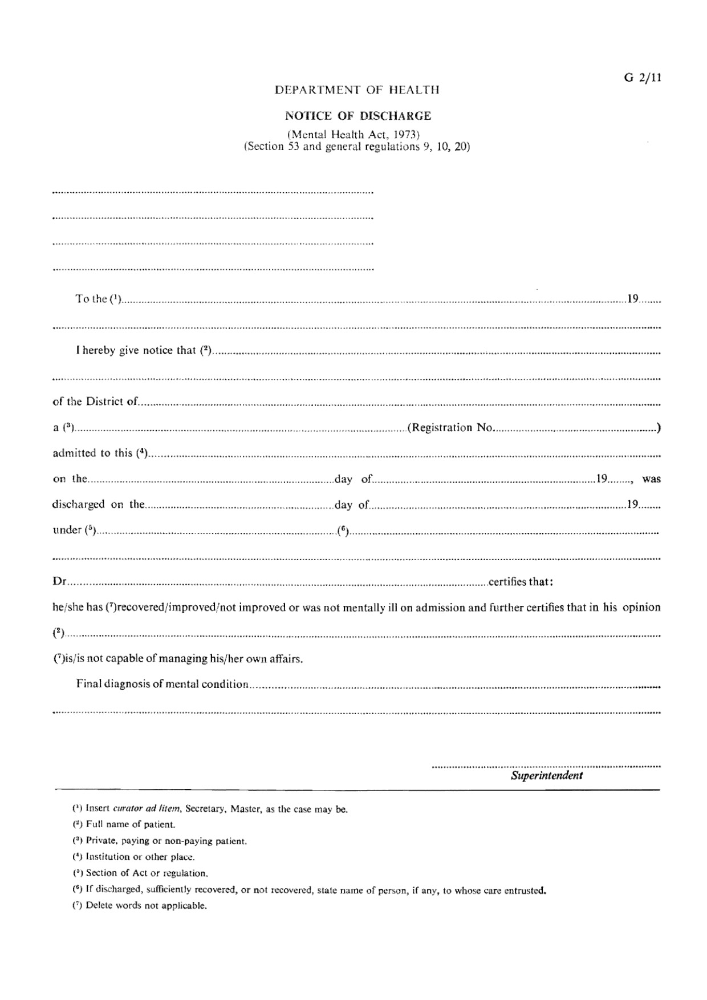 G 2/11
DEPARTMENT OF HEALTH
NOTICE OF DISCHARGE
(Mental Health Act, 1973)
(Section 53 and general regulations 9, 10, 20)
To the (¹)..........19.......
I hereby give notice that (²)..........
of the District of..........
a (³)..........(Registration No..........)
admitted to this (⁴)..........
on the..........day of..........19......., was
discharged on the..........day of..........19.......
under (⁵)..........(⁶)..........
Dr..........certifies that:
he/she has (⁷)recovered/improved/not improved or was not mentally ill on admission and further certifies that in his opinion
(²)..........
(⁷)is/is not capable of managing his/her own affairs.
Final diagnosis of mental condition..........
Superintendent
(¹) Insert curator ad litem, Secretary, Master, as the case may be.
(²) Full name of patient.
(³) Private, paying or non-paying patient.
(⁴) Institution or other place.
(⁵) Section of Act or regulation.
(⁶) If discharged, sufficiently recovered, or not recovered, state name of person, if any, to whose care entrusted.
(⁷) Delete words not applicable.